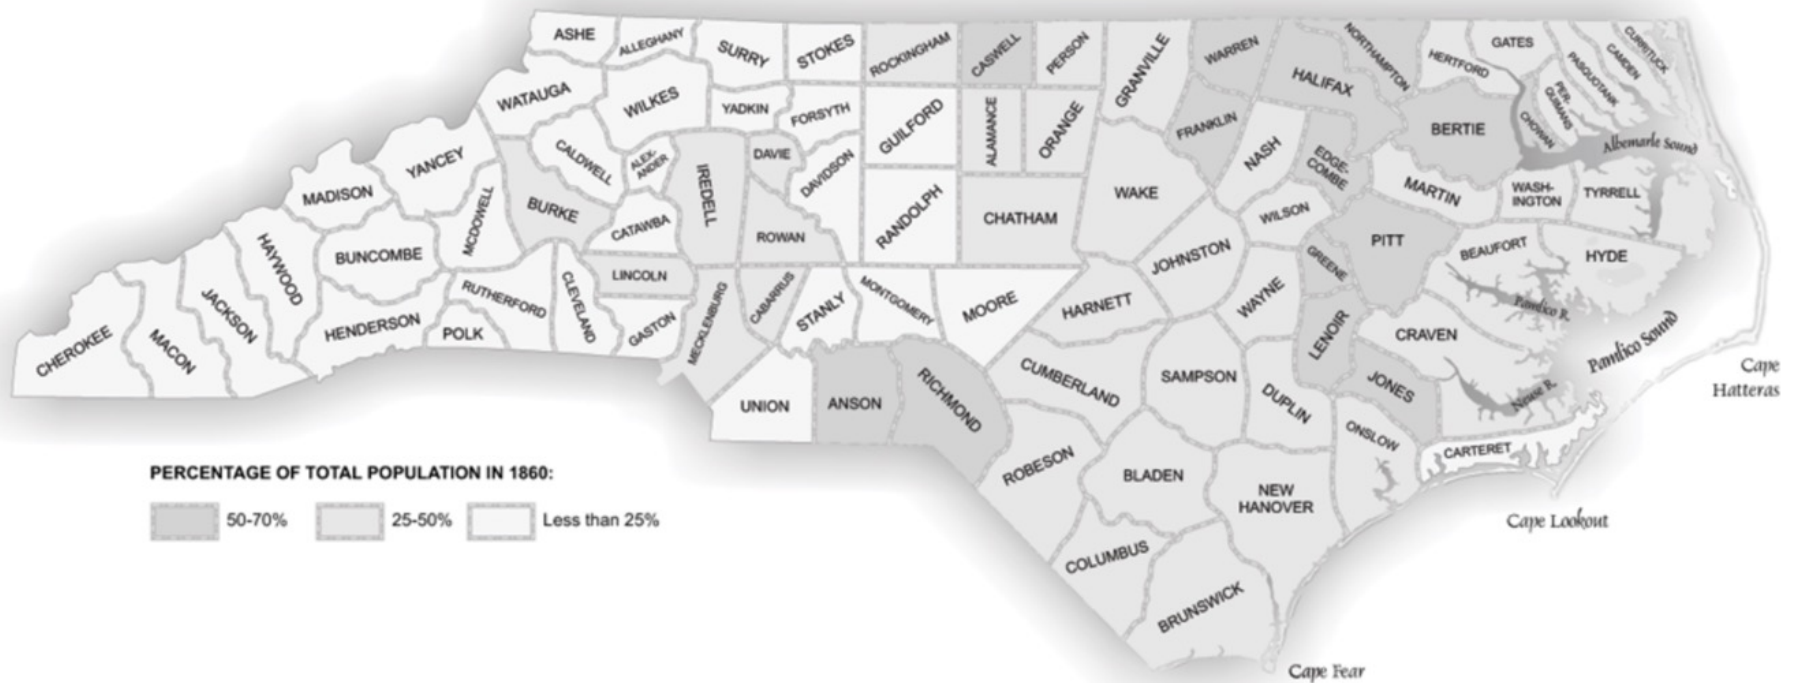 ASHE
ALLEGHANY
SURRY
STOKES
ROCKINGHAM
CASWELL
PERSON
GRANVILLE
WARREN
NORTHAMPTON
HALIFAX
HERTFORD
GATES
PASQUOTANK
CAMDEN
CURRITUCK
WATAUGA
WILKES
YADKIN
FORSYTH
GUILFORD
ALAMANCE
ORANGE
FRANKLIN
NASH
EDGE-
COMBE
BERTIE
CHOWAN
PER-
QUIMANS
Albemarle Sound
MADISON
YANCEY
CALDWELL
ALEX-
ANDER
IREDELL
DAVIE
DAVIDSON
RANDOLPH
CHATHAM
WAKE
WILSON
MARTIN
WASH-
INGTON
TYRRELL
HAYWOOD
BUNCOMBE
MCDOWELL
BURKE
CATAWBA
ROWAN
JOHNSTON
GREENE
PITT
BEAUFORT
HYDE
CHEROKEE
MACON
JACKSON
HENDERSON
RUTHERFORD
POLK
CLEVELAND
LINCOLN
GASTON
MECKLENBURG
CABARRUS
STANLY
MONTGOMERY
MOORE
HARNETT
WAYNE
LENOIR
CRAVEN
Pamlico R.
Pamlico Sound
UNION
ANSON
RICHMOND
CUMBERLAND
SAMPSON
DUPLIN
JONES
Neuse R.
Cape
Hatteras
ROBESON
BLADEN
NEW
HANOVER
ONSLOW
CARTERET
Cape Lookout
COLUMBUS
BRUNSWICK
Cape Fear
PERCENTAGE OF TOTAL POPULATION IN 1860:
50-70%
25-50%
Less than 25%